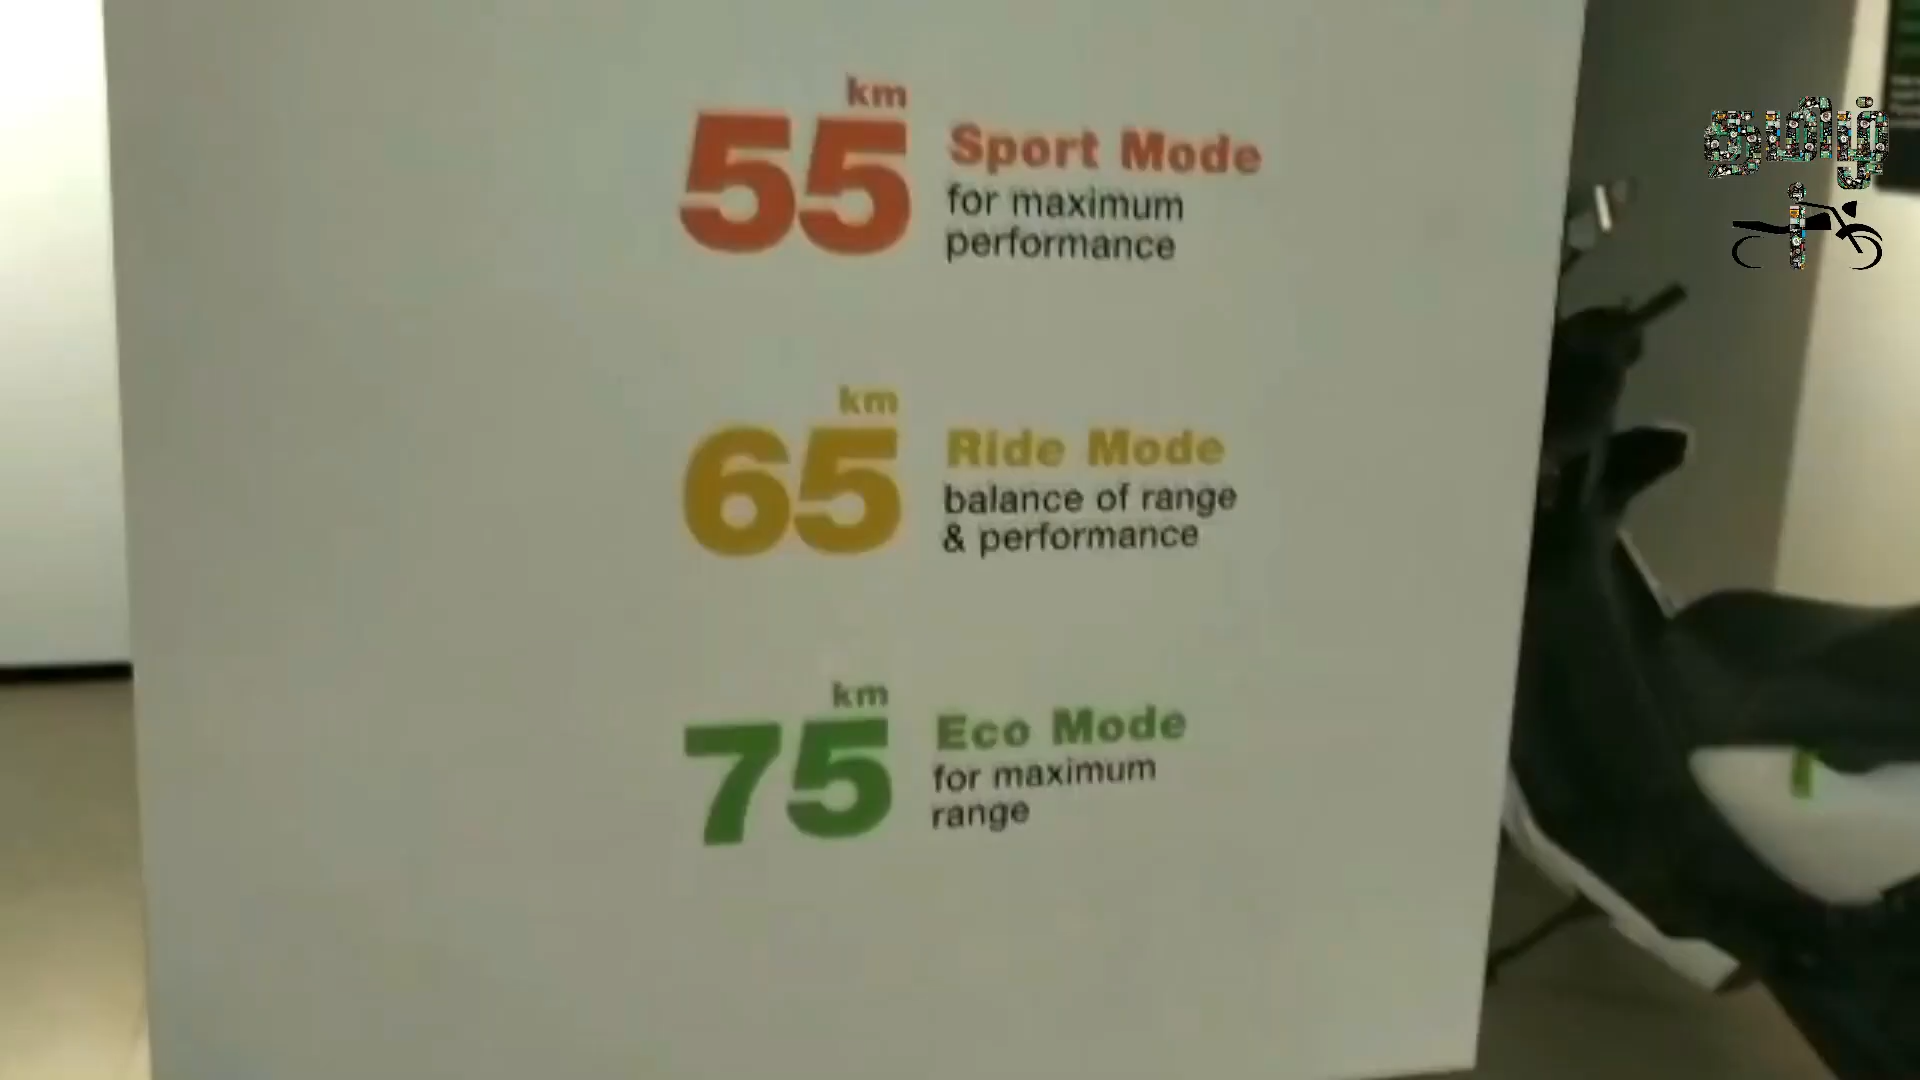 km
55
Sport Mode
for maximum
performance
km
65
Ride Mode
balance of range
& performance
km
75
Eco Mode
for maximum
range
தமிழ்